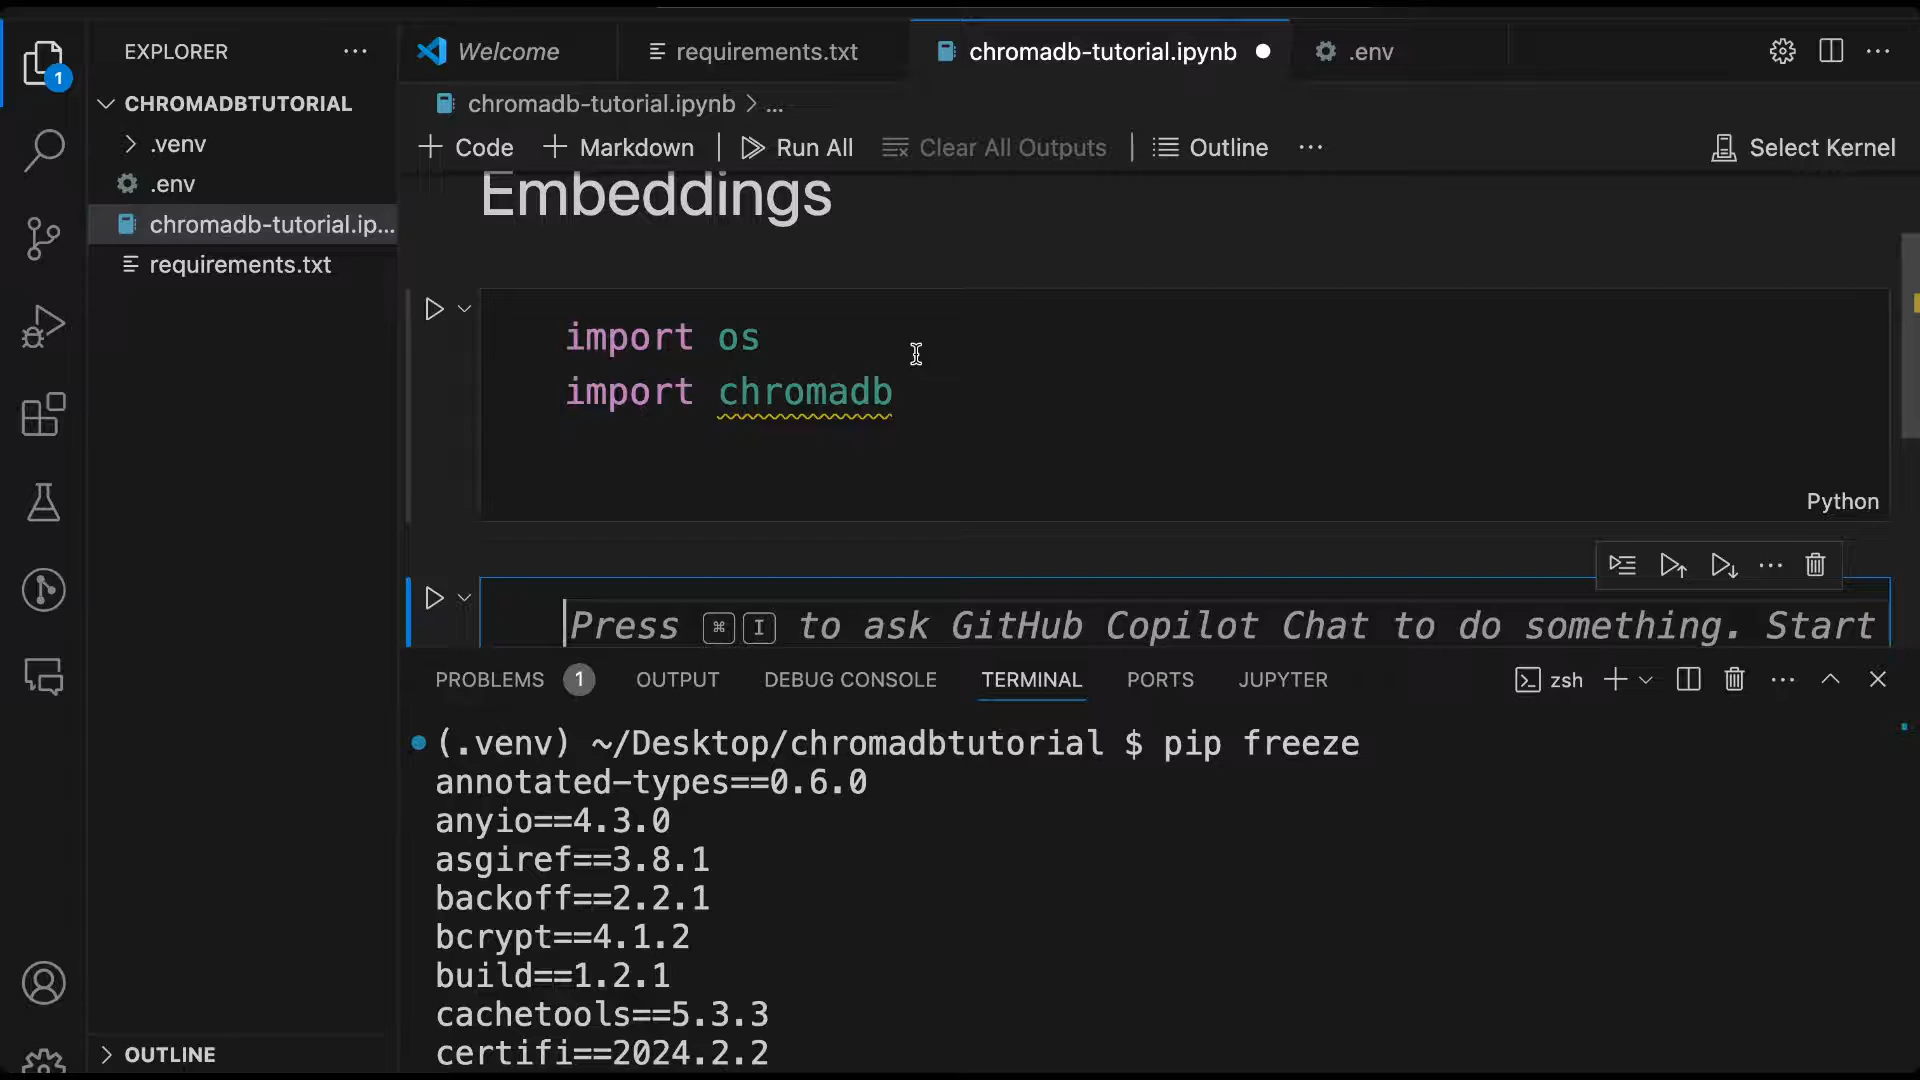 EXPLORER
Welcome
requirements.txt
chromadb-tutorial.ipynb
.env
1
CHROMADBTUTORIAL
chromadb-tutorial.ipynb > ...
.venv
Code
Markdown
Run All
Clear All Outputs
Outline
Select Kernel
.env
chromadb-tutorial.ip...
requirements.txt
Embeddings
import os
import chromadb
Python
Press ⌘ I to ask GitHub Copilot Chat to do something. Start
PROBLEMS 1
OUTPUT
DEBUG CONSOLE
TERMINAL
PORTS
JUPYTER
zsh
(.venv) ~/Desktop/chromadbtutorial $ pip freeze
annotated-types==0.6.0
anyio==4.3.0
asgiref==3.8.1
backoff==2.2.1
bcrypt==4.1.2
build==1.2.1
cachetools==5.3.3
certifi==2024.2.2
OUTLINE